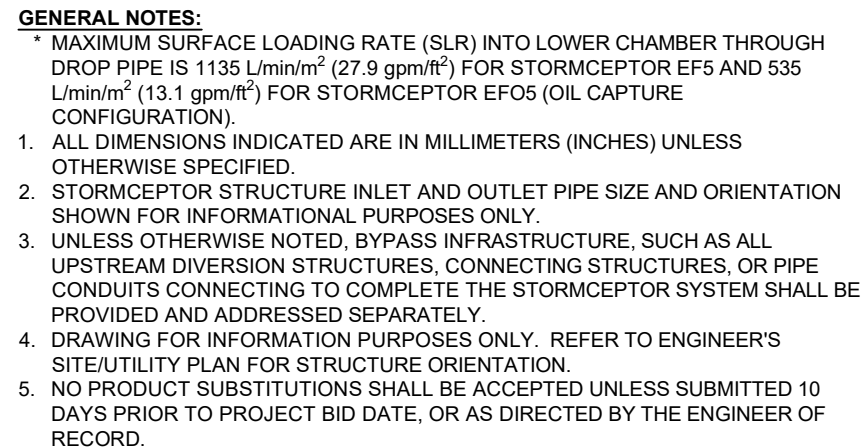 GENERAL NOTES:
* MAXIMUM SURFACE LOADING RATE (SLR) INTO LOWER CHAMBER THROUGH
DROP PIPE IS 1135 L/min/m² (27.9 gpm/ft²) FOR STORMCEPTOR EF5 AND 535
L/min/m² (13.1 gpm/ft²) FOR STORMCEPTOR EFO5 (OIL CAPTURE
CONFIGURATION).
1. ALL DIMENSIONS INDICATED ARE IN MILLIMETERS (INCHES) UNLESS
OTHERWISE SPECIFIED.
2. STORMCEPTOR STRUCTURE INLET AND OUTLET PIPE SIZE AND ORIENTATION
SHOWN FOR INFORMATIONAL PURPOSES ONLY.
3. UNLESS OTHERWISE NOTED, BYPASS INFRASTRUCTURE, SUCH AS ALL
UPSTREAM DIVERSION STRUCTURES, CONNECTING STRUCTURES, OR PIPE
CONDUITS CONNECTING TO COMPLETE THE STORMCEPTOR SYSTEM SHALL BE
PROVIDED AND ADDRESSED SEPARATELY.
4. DRAWING FOR INFORMATION PURPOSES ONLY. REFER TO ENGINEER'S
SITE/UTILITY PLAN FOR STRUCTURE ORIENTATION.
5. NO PRODUCT SUBSTITUTIONS SHALL BE ACCEPTED UNLESS SUBMITTED 10
DAYS PRIOR TO PROJECT BID DATE, OR AS DIRECTED BY THE ENGINEER OF
RECORD.